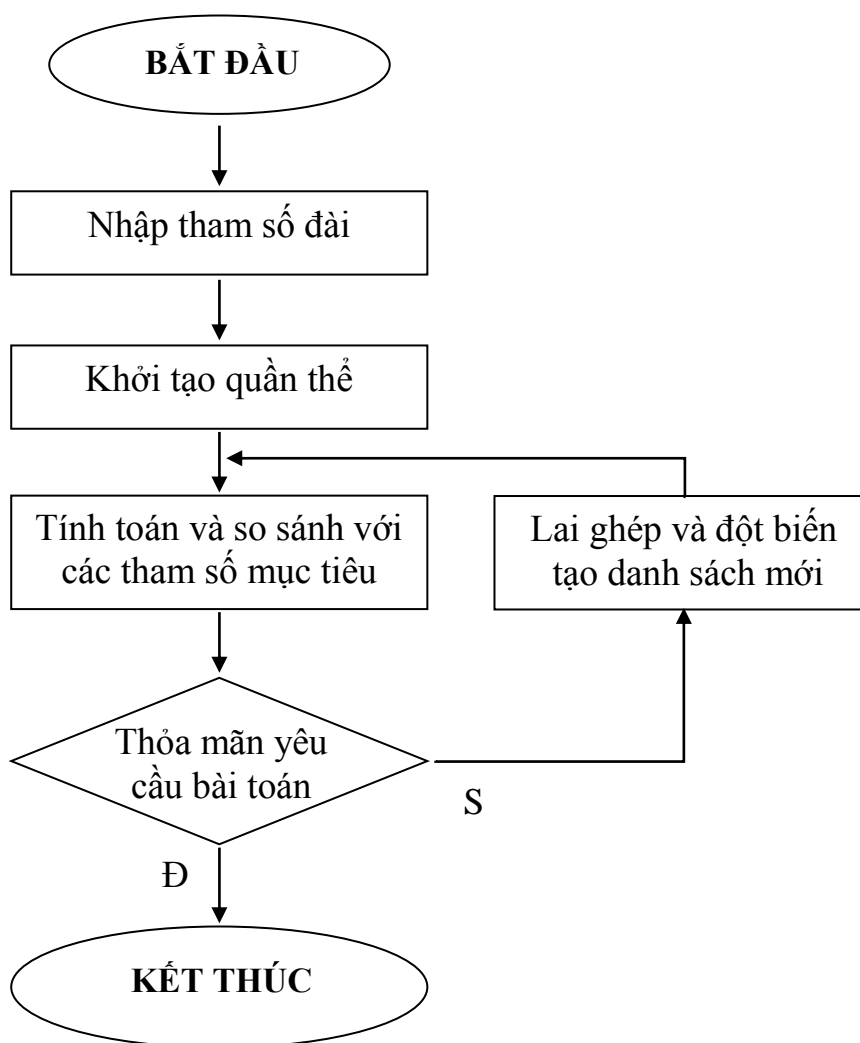 BẮT ĐẦU
Nhập tham số đài
Khởi tạo quần thể
Tính toán và so sánh với
các tham số mục tiêu
Lai ghép và đột biến
tạo danh sách mới
Thỏa mãn yêu
cầu bài toán
S
Đ
KẾT THÚC